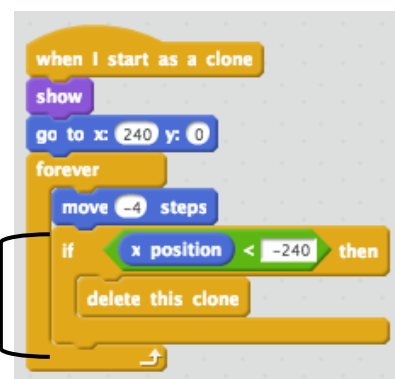 when I start as a clone
show
go to x: 240 y: 0
forever
move -4 steps
if x position < -240 then
delete this clone